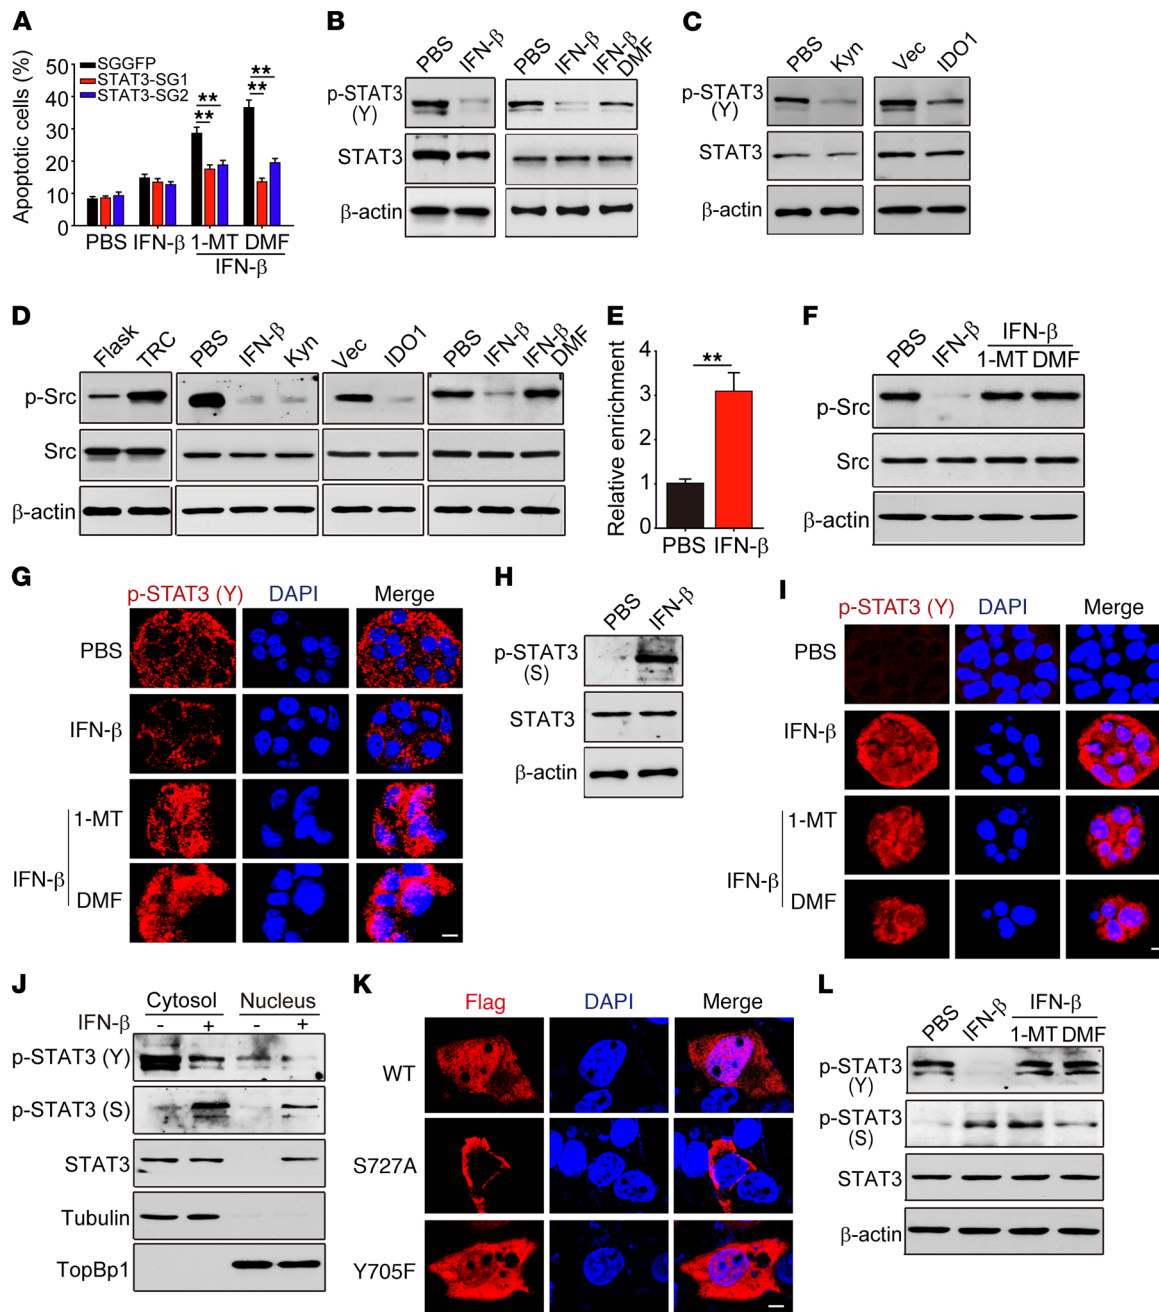 A
Apoptotic cells (%)
50
40
30
20
10
0
SGGFP
STAT3-SG1
STAT3-SG2
**
**
**
**
PBS IFN-β 1-MT DMF
IFN-β
B
PBS IFN-β PBS IFN-β IFN-β DMF
p-STAT3 (Y)
STAT3
β-actin
C
PBS Kyn Vec IDO1
p-STAT3 (Y)
STAT3
β-actin
D
Flask TRC PBS IFN-β Kyn Vec IDO1 PBS IFN-β IFN-β DMF
p-Src
Src
β-actin
E
Relative enrichment
4
3
2
1
0
**
PBS IFN-β
F
IFN-β
PBS IFN-β 1-MT DMF
p-Src
Src
β-actin
G
p-STAT3 (Y) DAPI Merge
PBS
IFN-β
1-MT
IFN-β
DMF
H
PBS IFN-β
p-STAT3 (S)
STAT3
β-actin
I
p-STAT3 (Y) DAPI Merge
PBS
IFN-β
1-MT
IFN-β
DMF
J
Cytosol Nucleus
IFN-β - + - +
p-STAT3 (Y)
p-STAT3 (S)
STAT3
Tubulin
TopBp1
K
Flag DAPI Merge
WT
S727A
Y705F
L
IFN-β
PBS IFN-β 1-MT DMF
p-STAT3 (Y)
p-STAT3 (S)
STAT3
β-actin